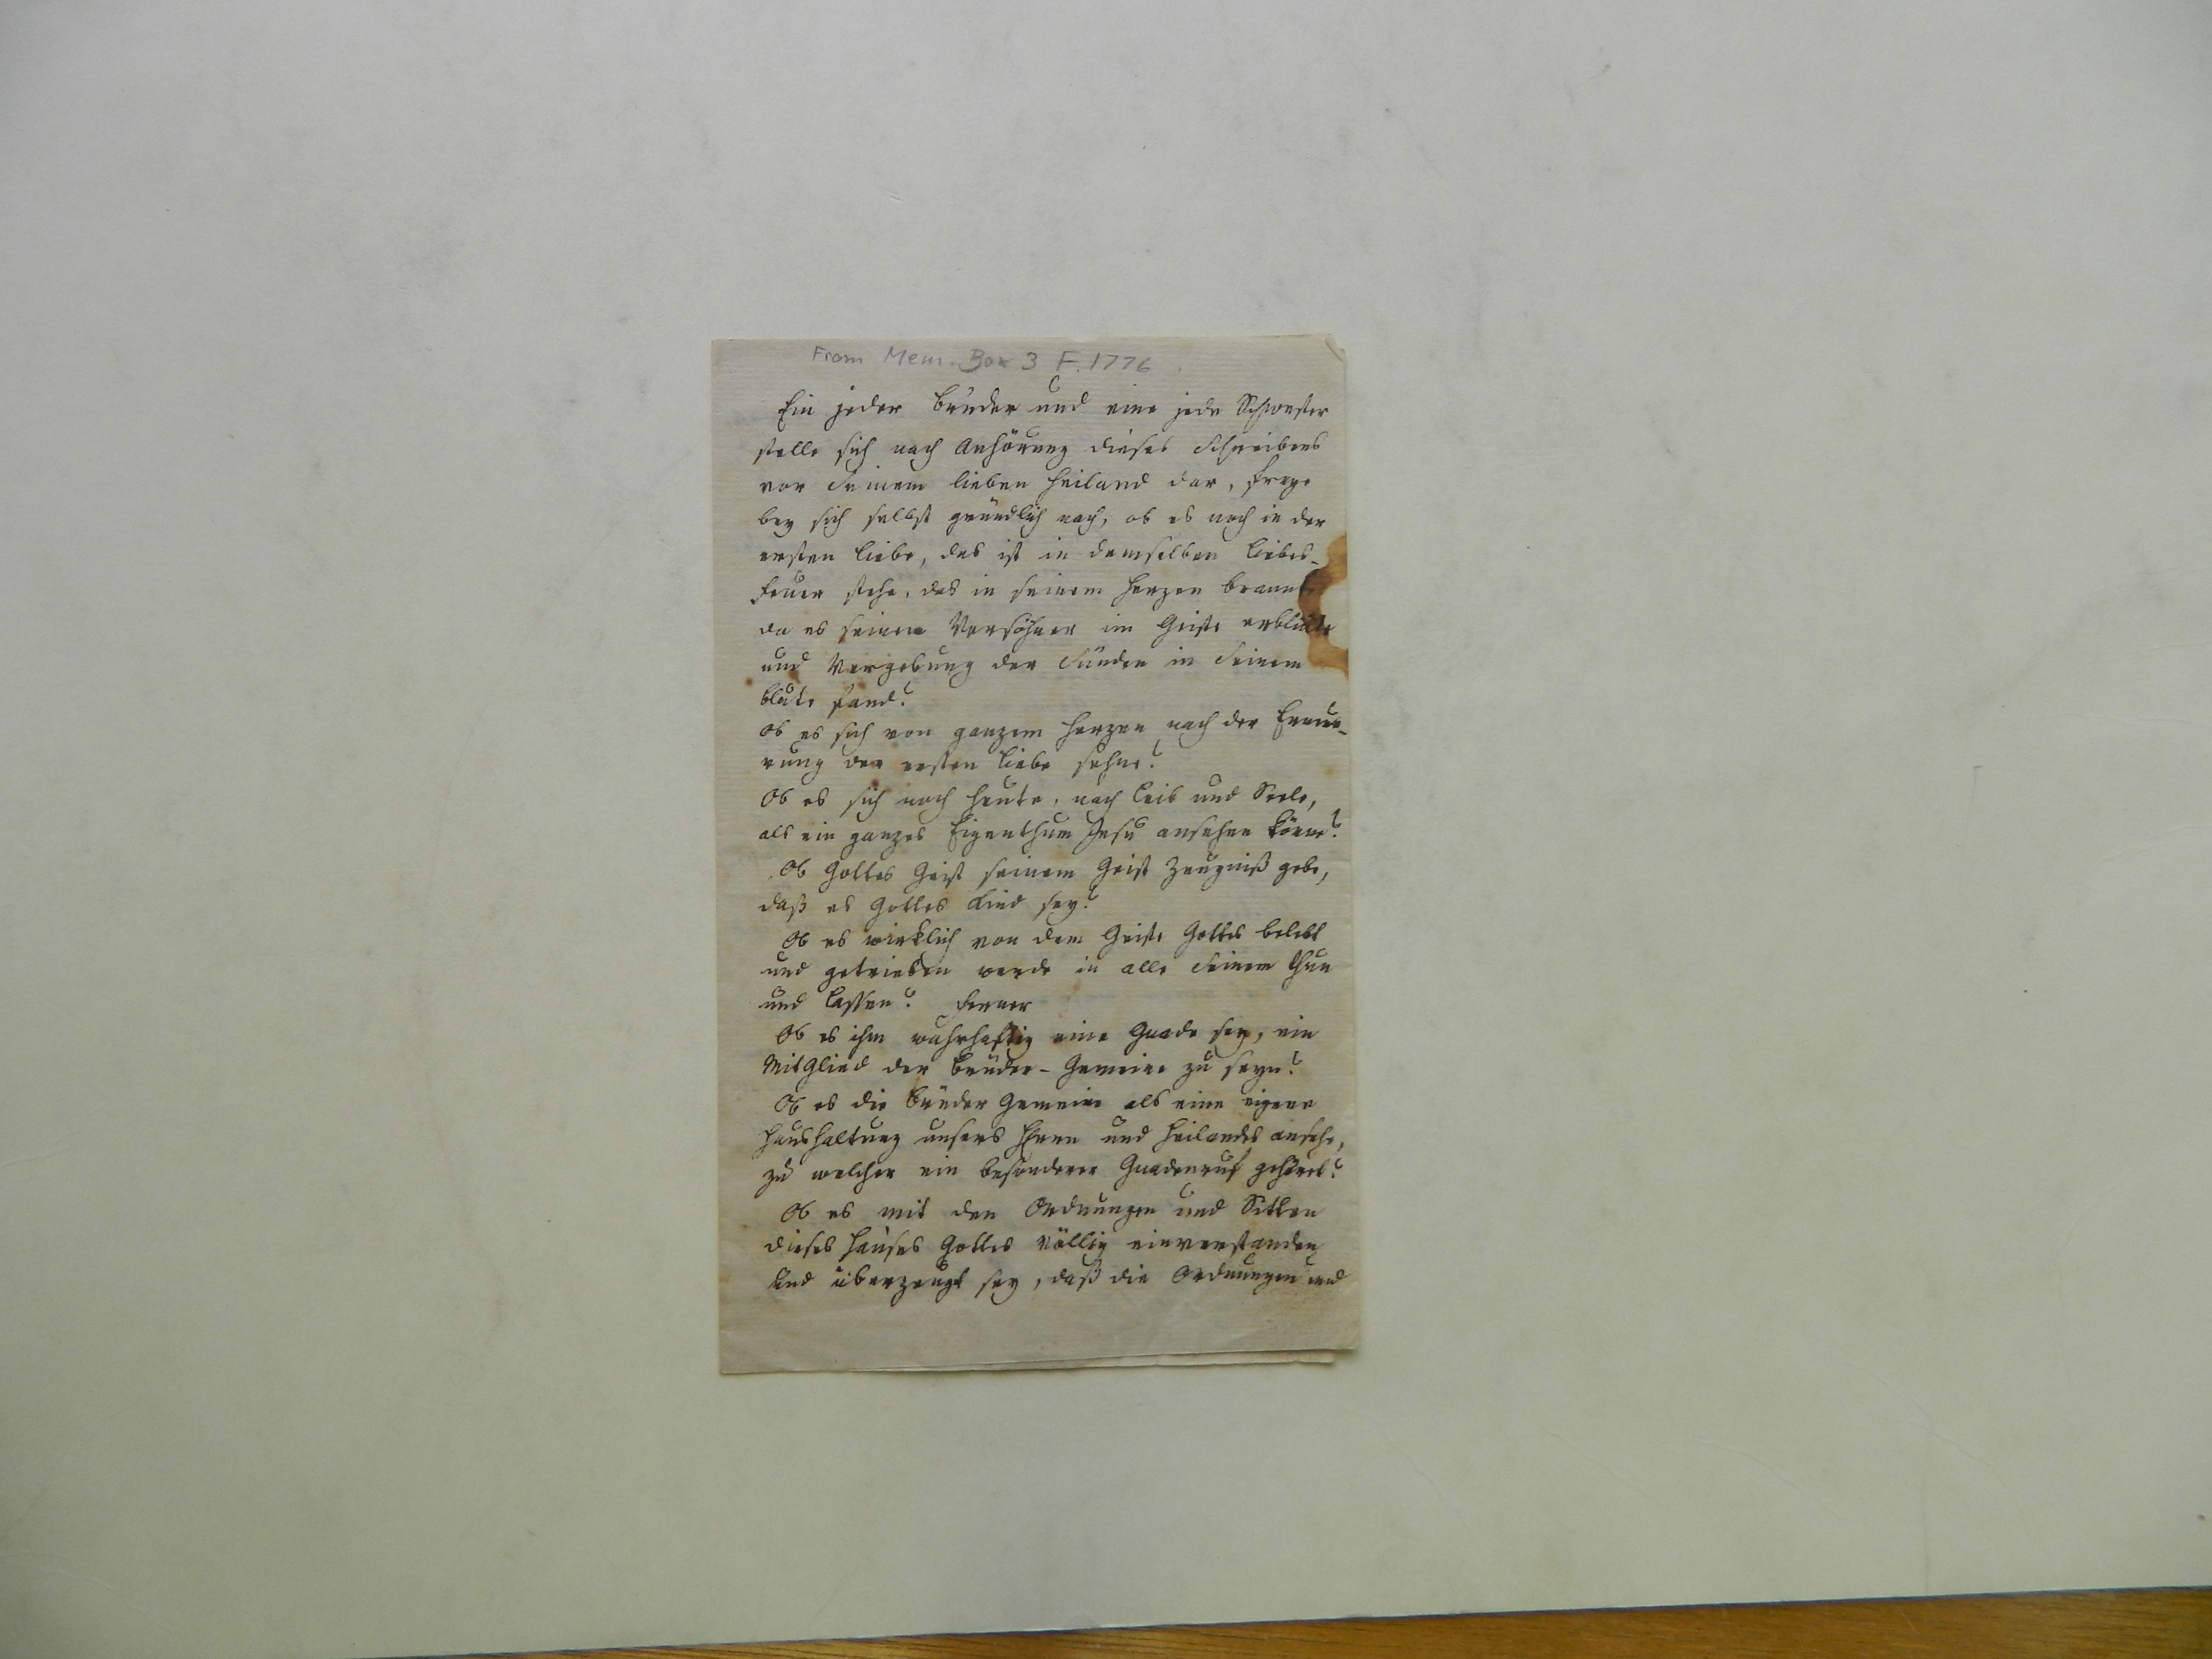 From Mem. Box 3 F. 1776
Ein jeder Bruder und eine jede Schwester
stelle sich nach Anhörung dieses Schreibens
vor Seinem lieben Heiland dar, frage
bey sich selbst gründlich nach, ob es noch in der
ersten Liebe, das ist in demselben Liebes-
feuer stehe, das in seinem Herzen brannte
da es seinen Versöhner im Geiste erblickte
und Vergebung der Sünden in Seinem
Blute fand?
Ob es sich von ganzem Herzen nach der Erneue-
rung der ersten Liebe sehne?
Ob es sich noch heute, nach Leib und Seele,
als ein ganzes Eigenthum Jesu ansehen könne?
Ob Gottes Geist seinem Geist Zeugniß gebe,
daß es Gottes Kind sey?
Ob es wirklich von dem Geiste Gottes belebt
und getrieben werde in alle Seinem Thun
und Lassen? Ferner
Ob es ihm wahrhaftig eine Gnade sey, ein
Mitglied der Brüder-Gemeine zu seyn?
Ob es die Brüder Gemeine als eine eigene
Haushaltung unsers Herrn und Heilandes ansehe,
zu welcher ein besonderer Gnadenruf gehöret?
Ob es mit den Ordnungen und Sitten
dieses Hauses Gottes völlig einverstanden
und überzeugt sey, daß die Ordnungen und